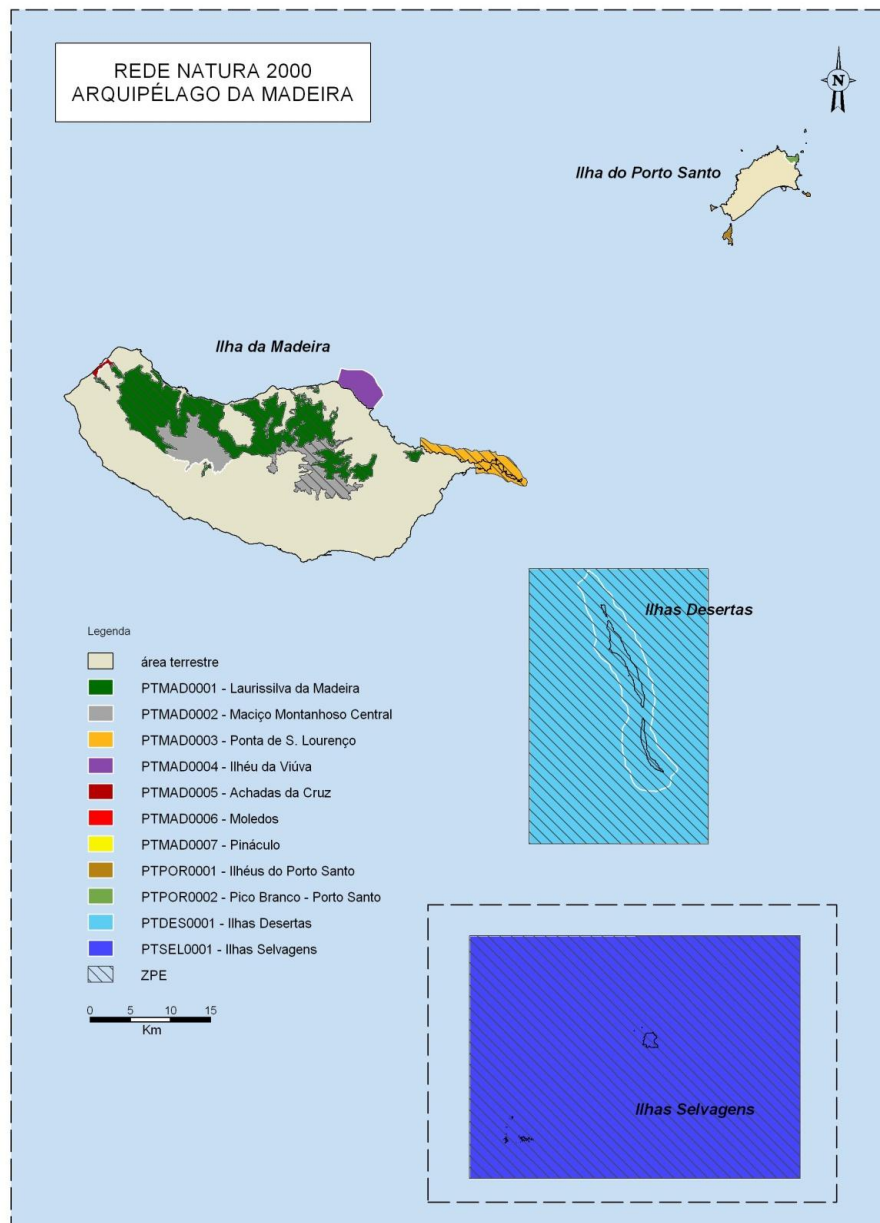 REDE NATURA 2000
ARQUIPÉLAGO DA MADEIRA
N
Ilha do Porto Santo
Ilha da Madeira
Ilhas Desertas
Legenda
área terrestre
PTMAD0001 - Laurissilva da Madeira
PTMAD0002 - Maciço Montanhoso Central
PTMAD0003 - Ponta de S. Lourenço
PTMAD0004 - Ilhéu da Viúva
PTMAD0005 - Achadas da Cruz
PTMAD0006 - Moledos
PTMAD0007 - Pináculo
PTPOR0001 - Ilhéus do Porto Santo
PTPOR0002 - Pico Branco - Porto Santo
PTDES0001 - Ilhas Desertas
PTSEL0001 - Ilhas Selvagens
ZPE
0 5 10 15
Km
Ilhas Selvagens